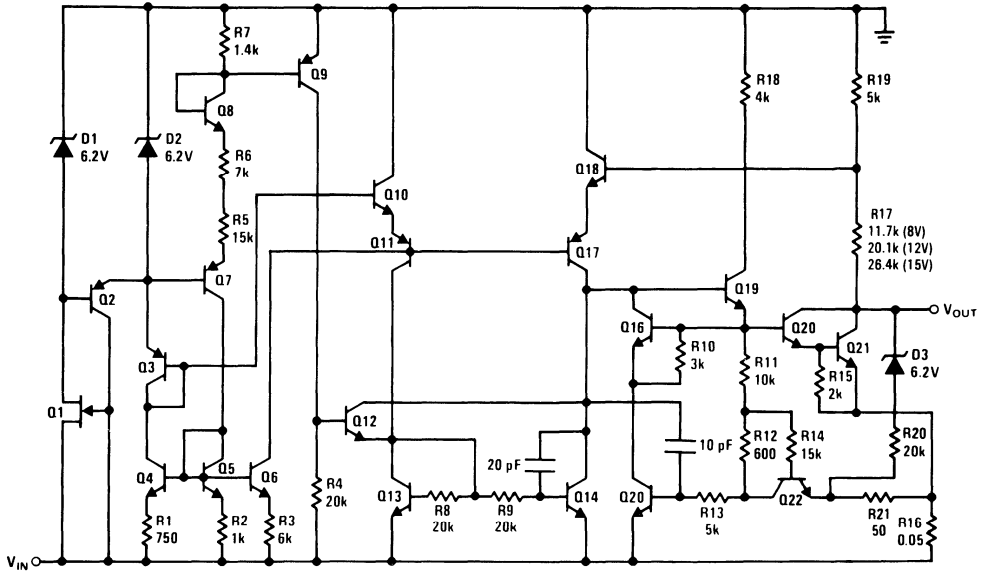 R7
1.4k
Q9
Q8
R18
4k
R19
5k
D1
6.2V
D2
6.2V
R6
7k
Q18
Q10
R5
15k
R17
11.7k (8V)
20.1k (12V)
26.4k (15V)
Q11
Q17
Q7
Q2
Q19
VOUT
Q16
Q20
Q21
R10
3k
R11
10k
D3
6.2V
Q3
R15
2k
Q1
Q12
10 pF
R12
600
R14
15k
R20
20k
20 pF
Q4
Q5
Q6
R4
20k
Q13
R8
20k
R9
20k
Q14
Q20
R13
5k
Q22
R21
50
R16
0.05
R1
750
R2
1k
R3
6k
VIN